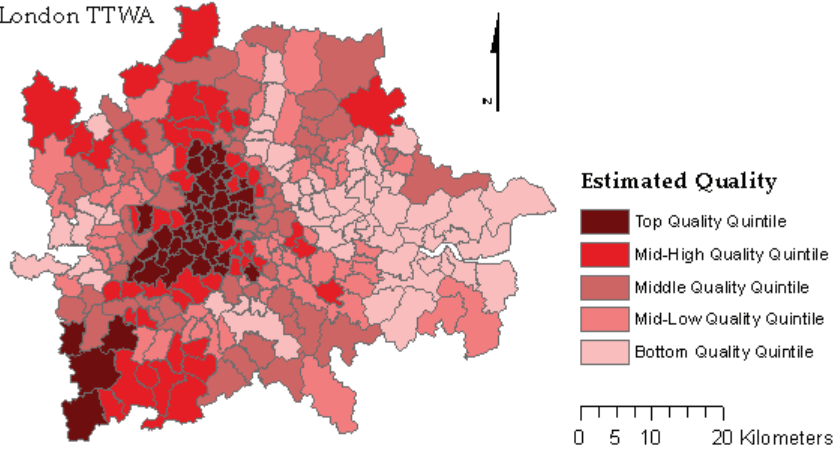 London TTWA
N
Estimated Quality
Top Quality Quintile
Mid-High Quality Quintile
Middle Quality Quintile
Mid-Low Quality Quintile
Bottom Quality Quintile
0 5 10 20 Kilometers